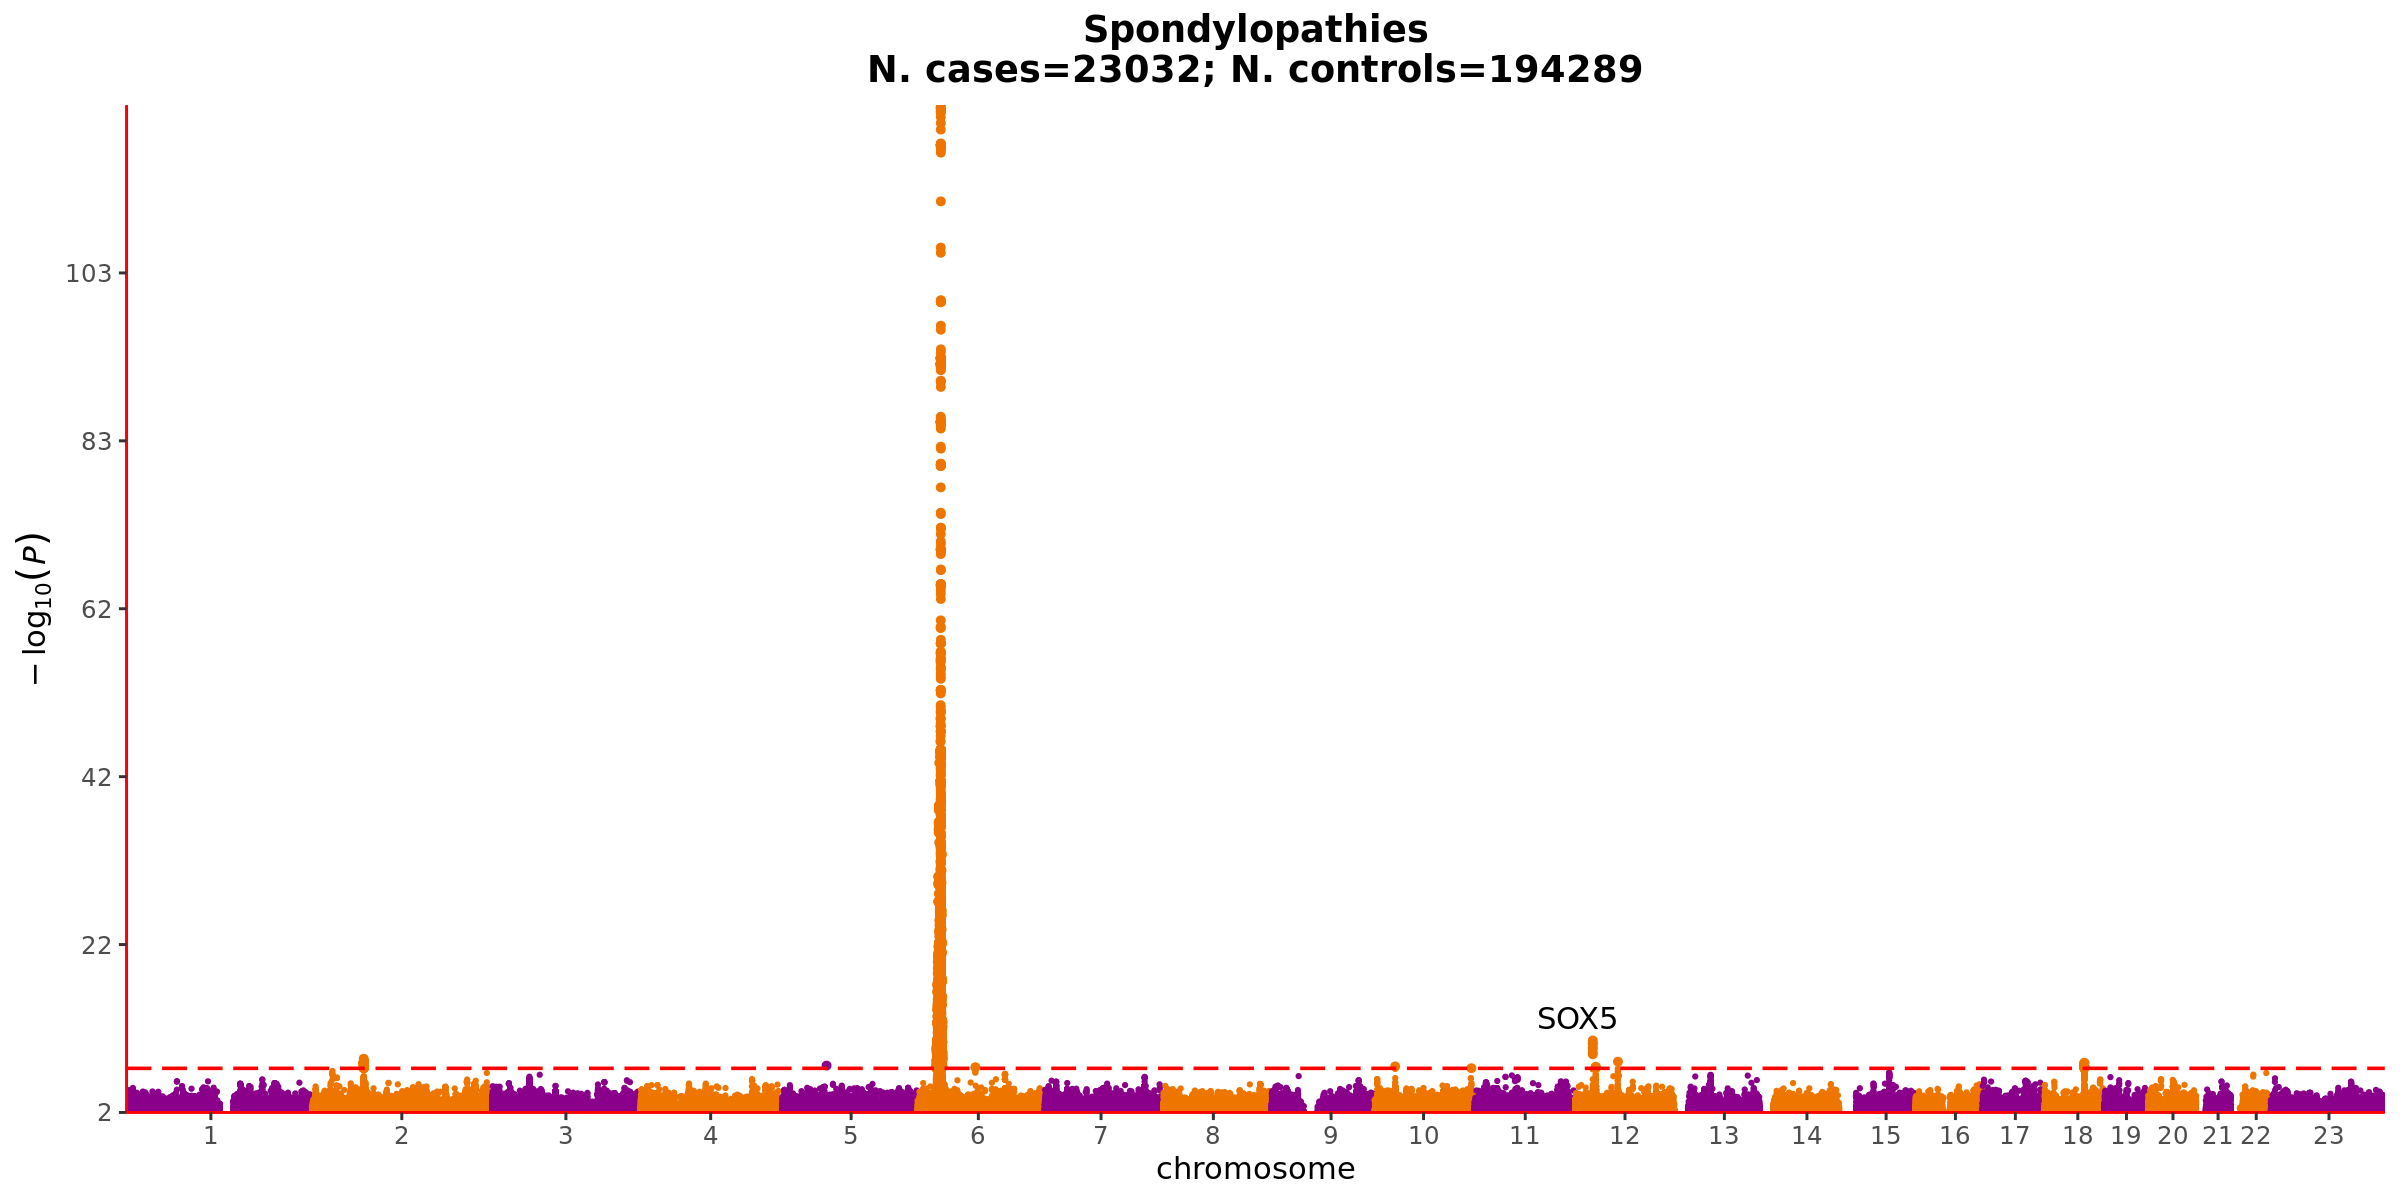 Spondylopathies
N. cases=23032; N. controls=194289
103
83
62
42
22
2
− log10(P)
SOX5
1 2 3 4 5 6 7 8 9 10 11 12 13 14 15 16 17 18 19 20 21 22 23
chromosome